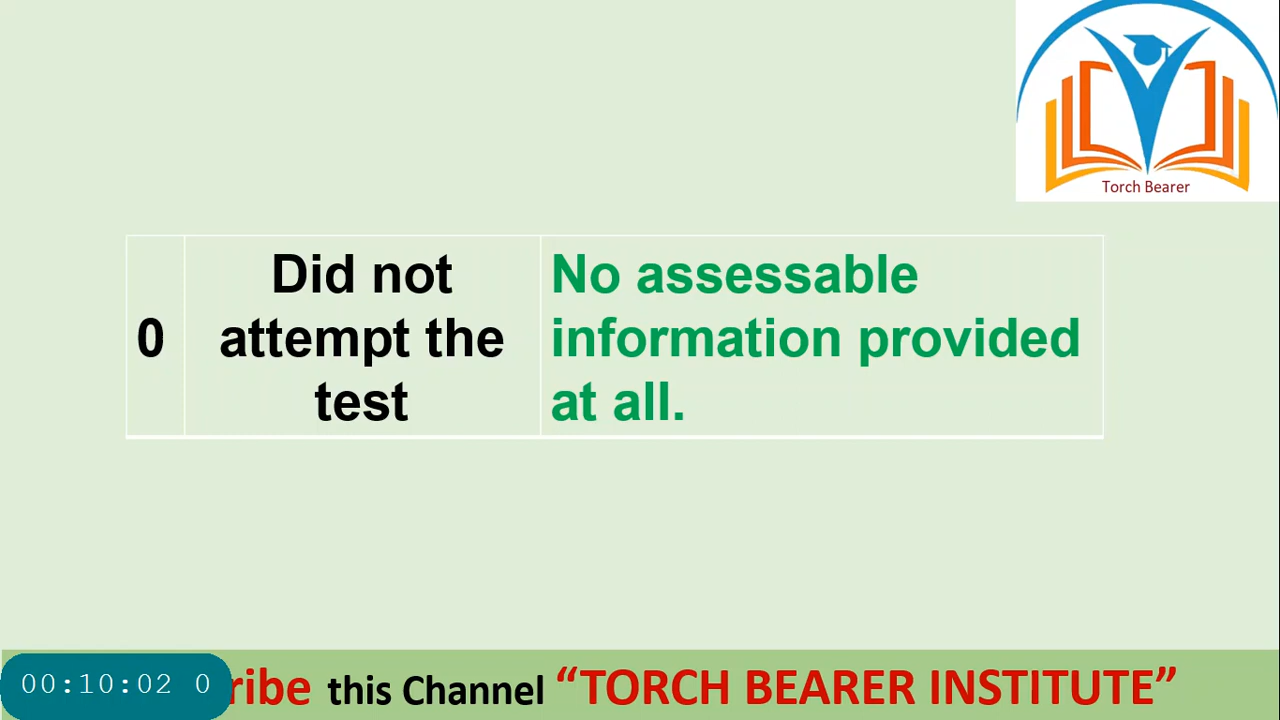 Torch Bearer
0
Did not
attempt the
test
No assessable
information provided
at all.
00:10:02 0
ribe this Channel “TORCH BEARER INSTITUTE”